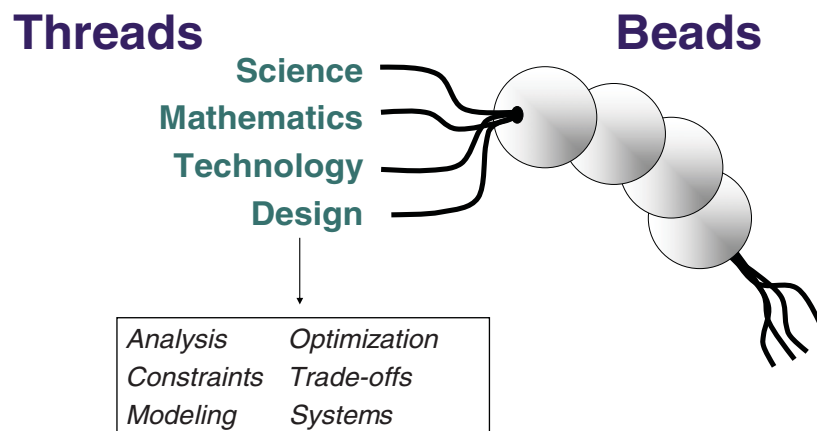 Threads
Beads
Science
Mathematics
Technology
Design
Analysis Optimization
Constraints Trade-offs
Modeling Systems